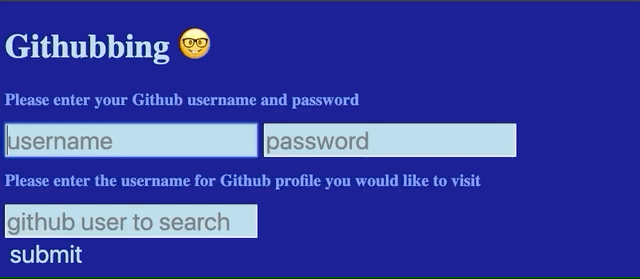 Githubbing 🤓
Please enter your Github username and password
username password
Please enter the username for Github profile you would like to visit
github user to search
submit